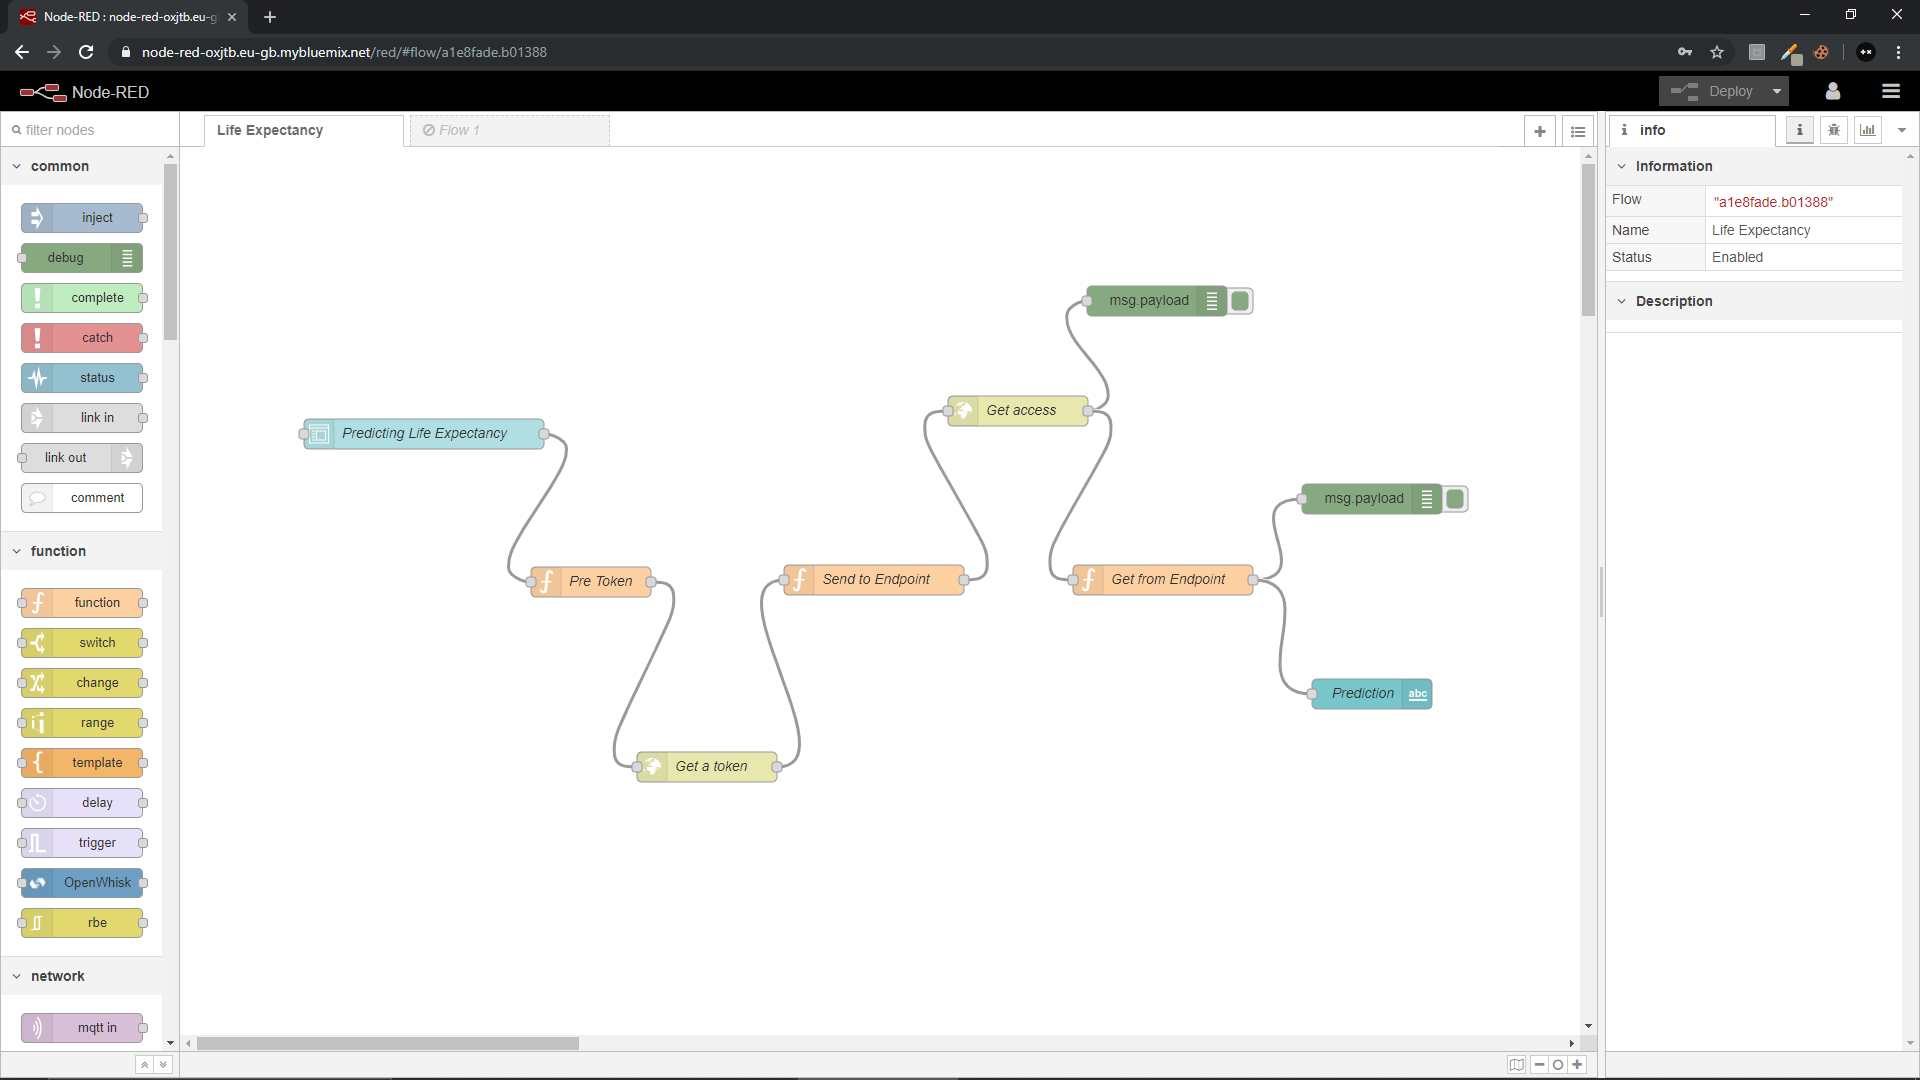 Node-RED : node-red-oxjtb.eu-g
node-red-oxjtb.eu-gb.mybluemix.net/red/#flow/a1e8fade.b01388
Node-RED
Deploy
filter nodes
common
inject
debug
complete
catch
status
link in
link out
comment
function
function
switch
change
range
template
delay
trigger
OpenWhisk
rbe
network
mqtt in
Life Expectancy
Flow 1
msg.payload
Get access
Predicting Life Expectancy
msg.payload
Pre Token
Send to Endpoint
Get from Endpoint
Prediction
abc
Get a token
info
Information
Flow "a1e8fade.b01388"
Name Life Expectancy
Status Enabled
Description